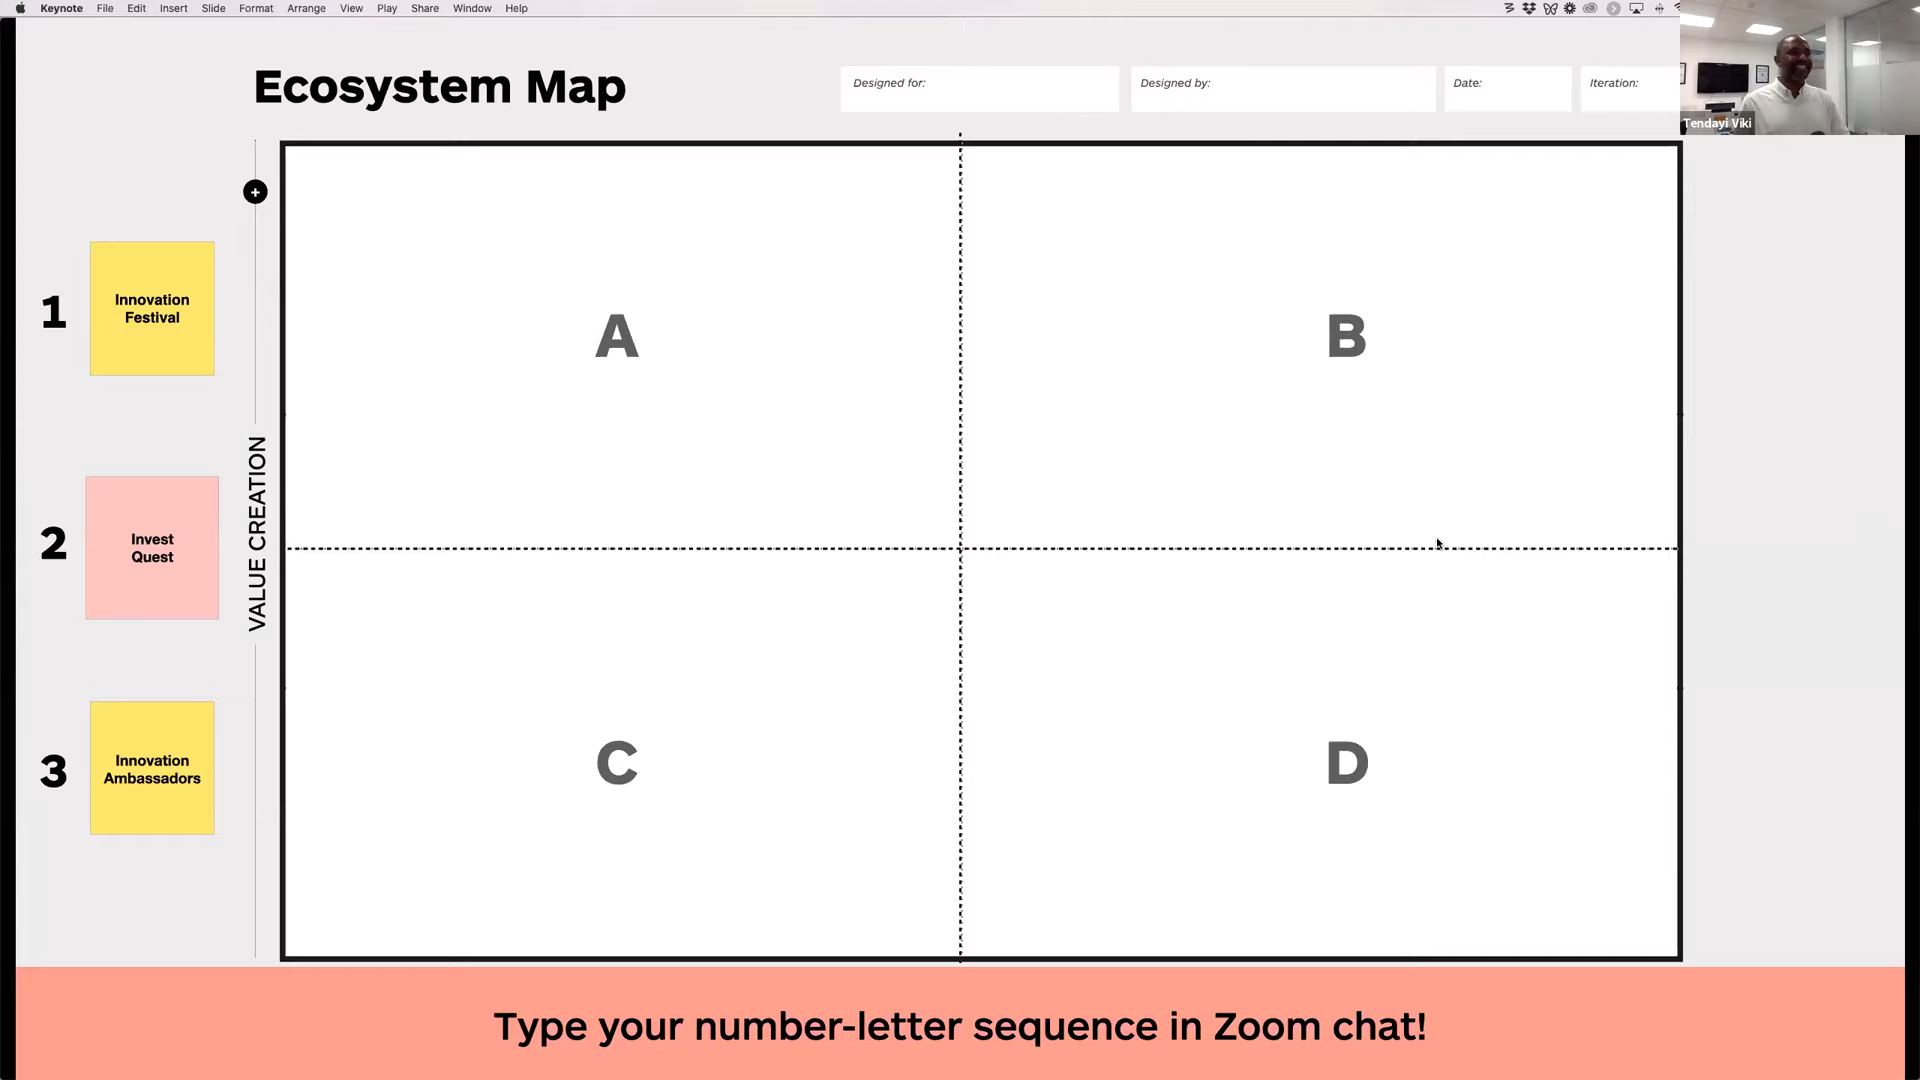 Keynote File Edit Insert Slide Format Arrange View Play Share Window Help
Ecosystem Map
Designed for:
Designed by:
Date:
Iteration:
Tendayi Viki
+
1
Innovation
Festival
A
B
VALUE CREATION
2
Invest
Quest
3
Innovation
Ambassadors
C
D
Type your number-letter sequence in Zoom chat!